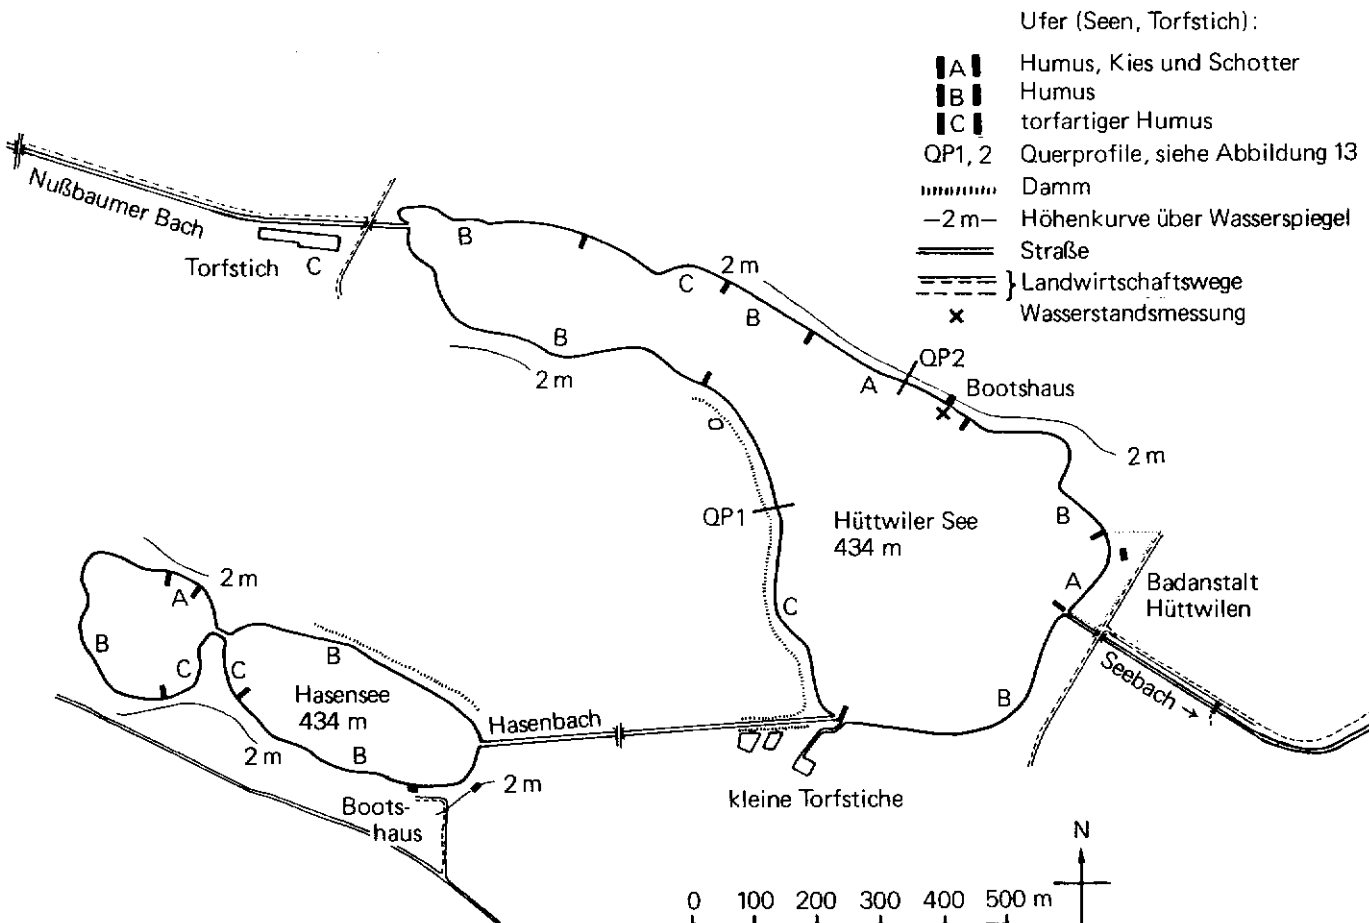 Ufer (Seen, Torfstich):
A Humus, Kies und Schotter
B Humus
C torfartiger Humus
QP1, 2 Querprofile, siehe Abbildung 13
Damm
–2 m– Höhenkurve über Wasserspiegel
Straße
} Landwirtschaftswege
x Wasserstandsmessung
Nußbaumer Bach
Torfstich C
B
C
2 m
B
B
2 m
QP2
A
Bootshaus
2 m
QP1
Hüttwiler See
434 m
B
A
Badanstalt
Hüttwilen
C
Seebach →
B
2 m
A
B
C
C
B
Hasensee
434 m
Hasenbach
2 m
B
2 m
Boots-
haus
kleine Torfstiche
N
0 100 200 300 400 500 m